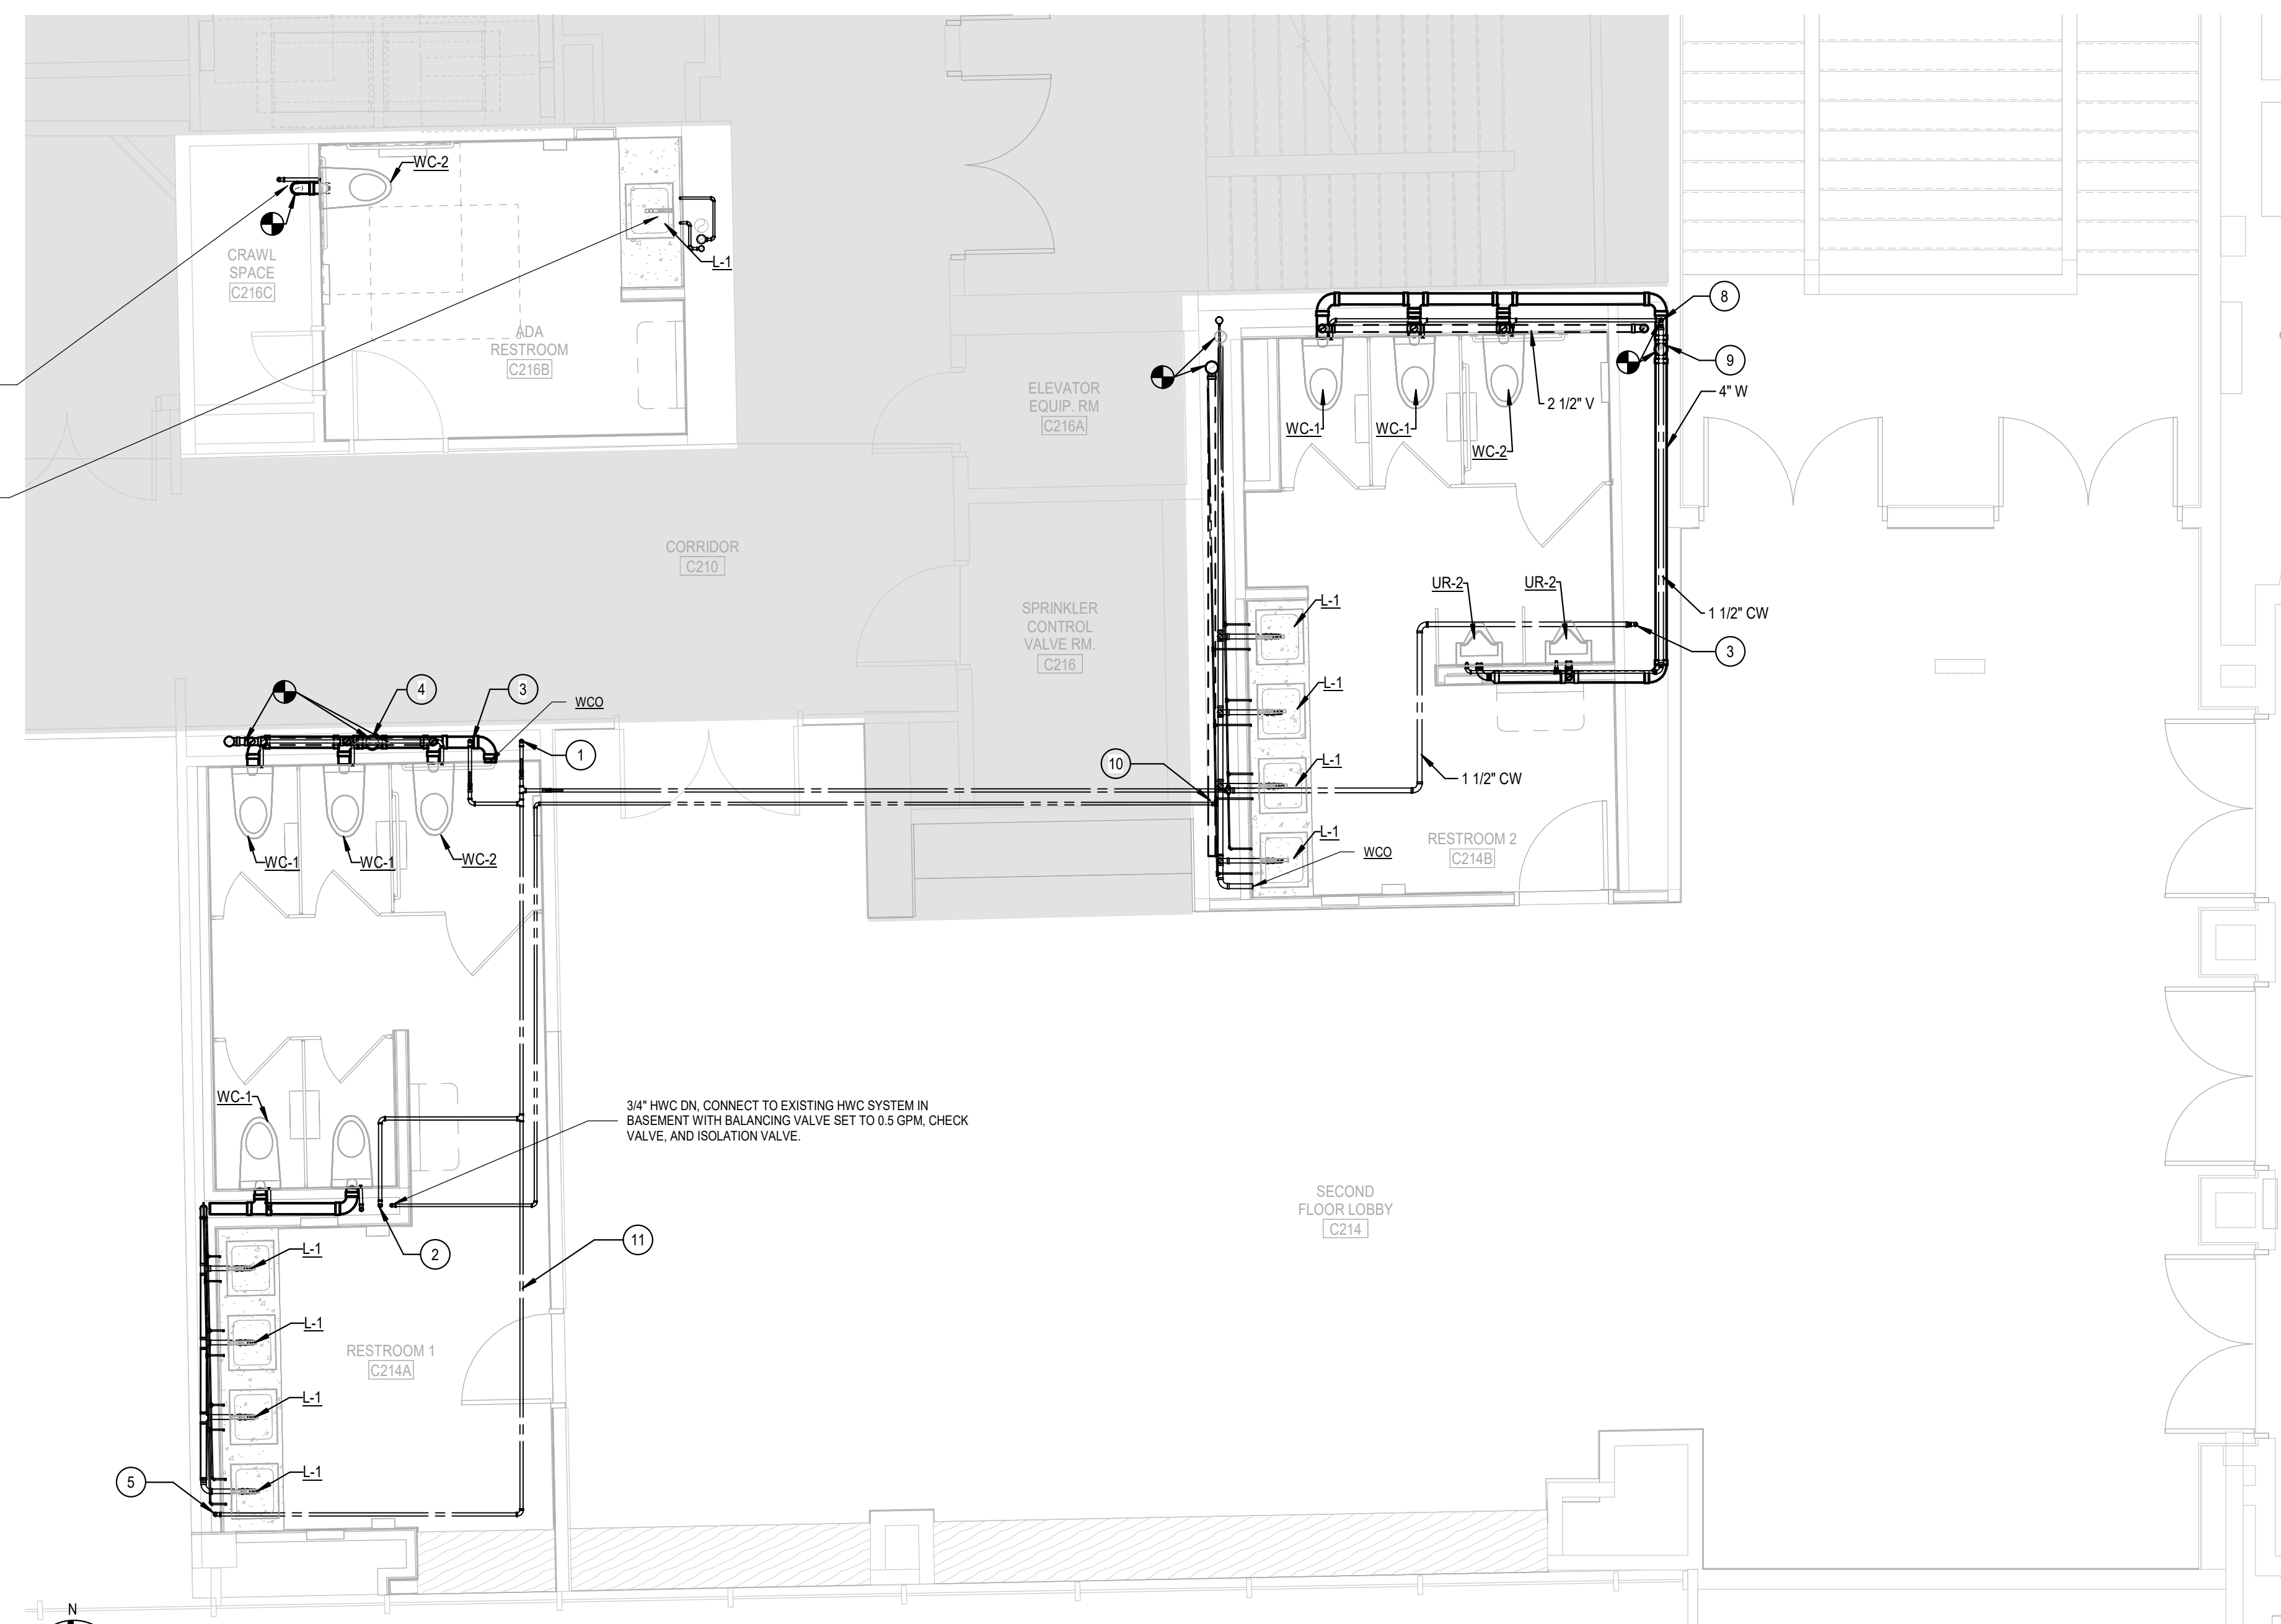 WC-2
L-1
CRAWL
SPACE
C216C
ADA
RESTROOM
C216B
8
9
4" W
2 1/2" V
ELEVATOR
EQUIP. RM
C216A
WC-1
WC-1
WC-2
CORRIDOR
C210
SPRINKLER
CONTROL
VALVE RM.
C216
L-1
UR-2
UR-2
1 1/2" CW
3
L-1
4
3
WCO
1
10
L-1
1 1/2" CW
L-1
WCO
RESTROOM 2
C214B
WC-1
WC-1
WC-2
WC-1
3/4" HWC DN, CONNECT TO EXISTING HWC SYSTEM IN
BASEMENT WITH BALANCING VALVE SET TO 0.5 GPM, CHECK
VALVE, AND ISOLATION VALVE.
SECOND
FLOOR LOBBY
C214
L-1
2
11
L-1
RESTROOM 1
C214A
L-1
L-1
5
N